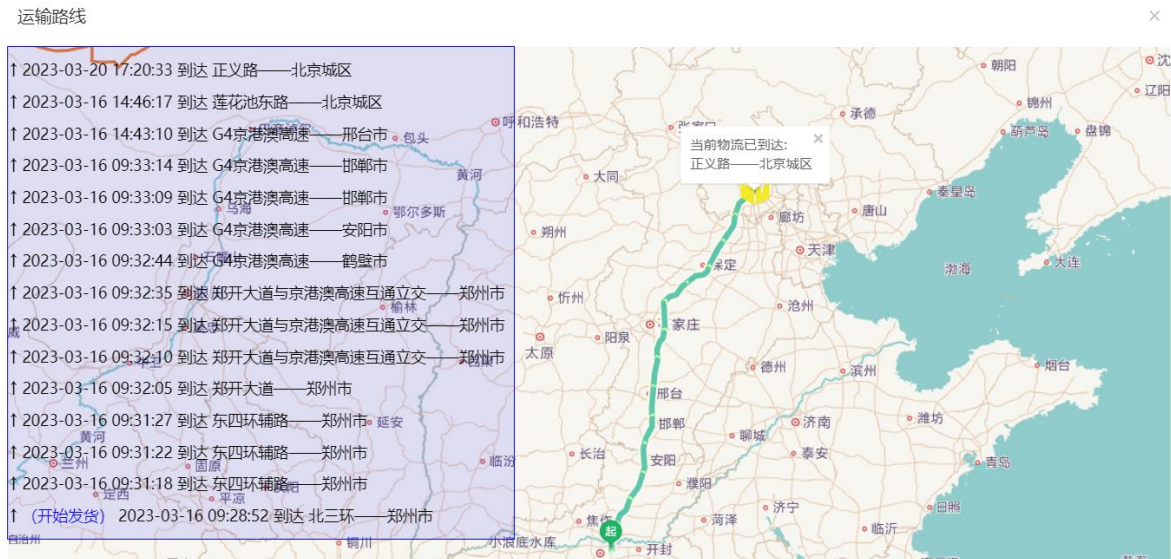 运输路线
↑ 2023-03-20 17:20:33 到达 正义路——北京城区
↑ 2023-03-16 14:46:17 到达 莲花池东路——北京城区
↑ 2023-03-16 14:43:10 到达 G4京港澳高速——邢台市
↑ 2023-03-16 09:33:14 到达 G4京港澳高速——邯郸市
↑ 2023-03-16 09:33:09 到达 G4京港澳高速——邯郸市
↑ 2023-03-16 09:33:03 到达 G4京港澳高速——安阳市
↑ 2023-03-16 09:32:44 到达 G4京港澳高速——鹤壁市
↑ 2023-03-16 09:32:35 到达 郑开大道与京港澳高速互通立交——郑州市
↑ 2023-03-16 09:32:15 到达 郑开大道与京港澳高速互通立交——郑州市
↑ 2023-03-16 09:32:10 到达 郑开大道与京港澳高速互通立交——郑州市
↑ 2023-03-16 09:32:05 到达 郑开大道——郑州市
↑ 2023-03-16 09:31:27 到达 东四环辅路——郑州市
↑ 2023-03-16 09:31:22 到达 东四环辅路——郑州市
↑ 2023-03-16 09:31:18 到达 东四环辅路——郑州市
↑ （开始发货） 2023-03-16 09:28:52 到达 北三环——郑州市
当前物流已到达:
正义路——北京城区
朝阳
沈
辽阳
锦州
承德
葫芦岛
盘锦
呼和浩特
包头
黄河
大同
秦皇岛
乌海
鄂尔多斯
廊坊
唐山
朔州
天津
保定
渤海
大连
忻州
沧州
榆林
家庄
阳泉
太原
德州
滨州
烟台
邢台
延安
邯郸
聊城
济南
潍坊
黄河
兰州
固原
临汾
长治
安阳
泰安
青岛
定西
平凉
濮阳
菏泽
济宁
日照
起
焦作
临沂
自治州
铜川
小浪底水库
开封